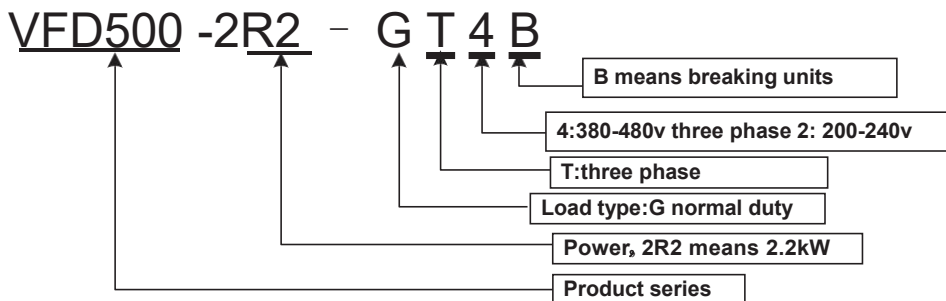 VFD500 -2R2 - G T 4 B
B means breaking units
4:380-480v three phase 2: 200-240v
T:three phase
Load type:G normal duty
Power, 2R2 means 2.2kW
Product series